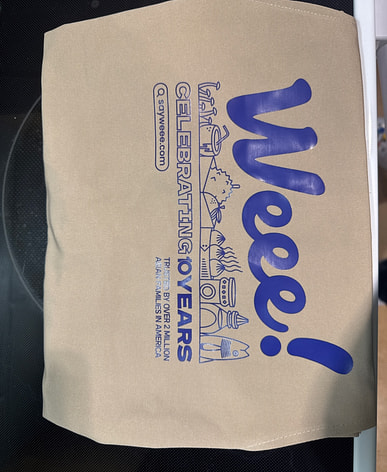 Weee!
CELEBRATING 10 YEARS
sayweee.com
TRUSTED BY OVER 2 MILLION
ASIAN FAMILIES IN AMERICA